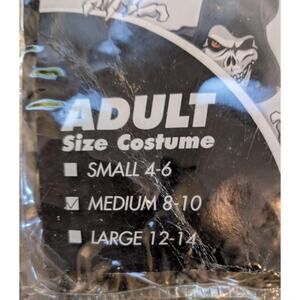 ADULT
Size Costume
SMALL 4-6
MEDIUM 8-10
LARGE 12-14